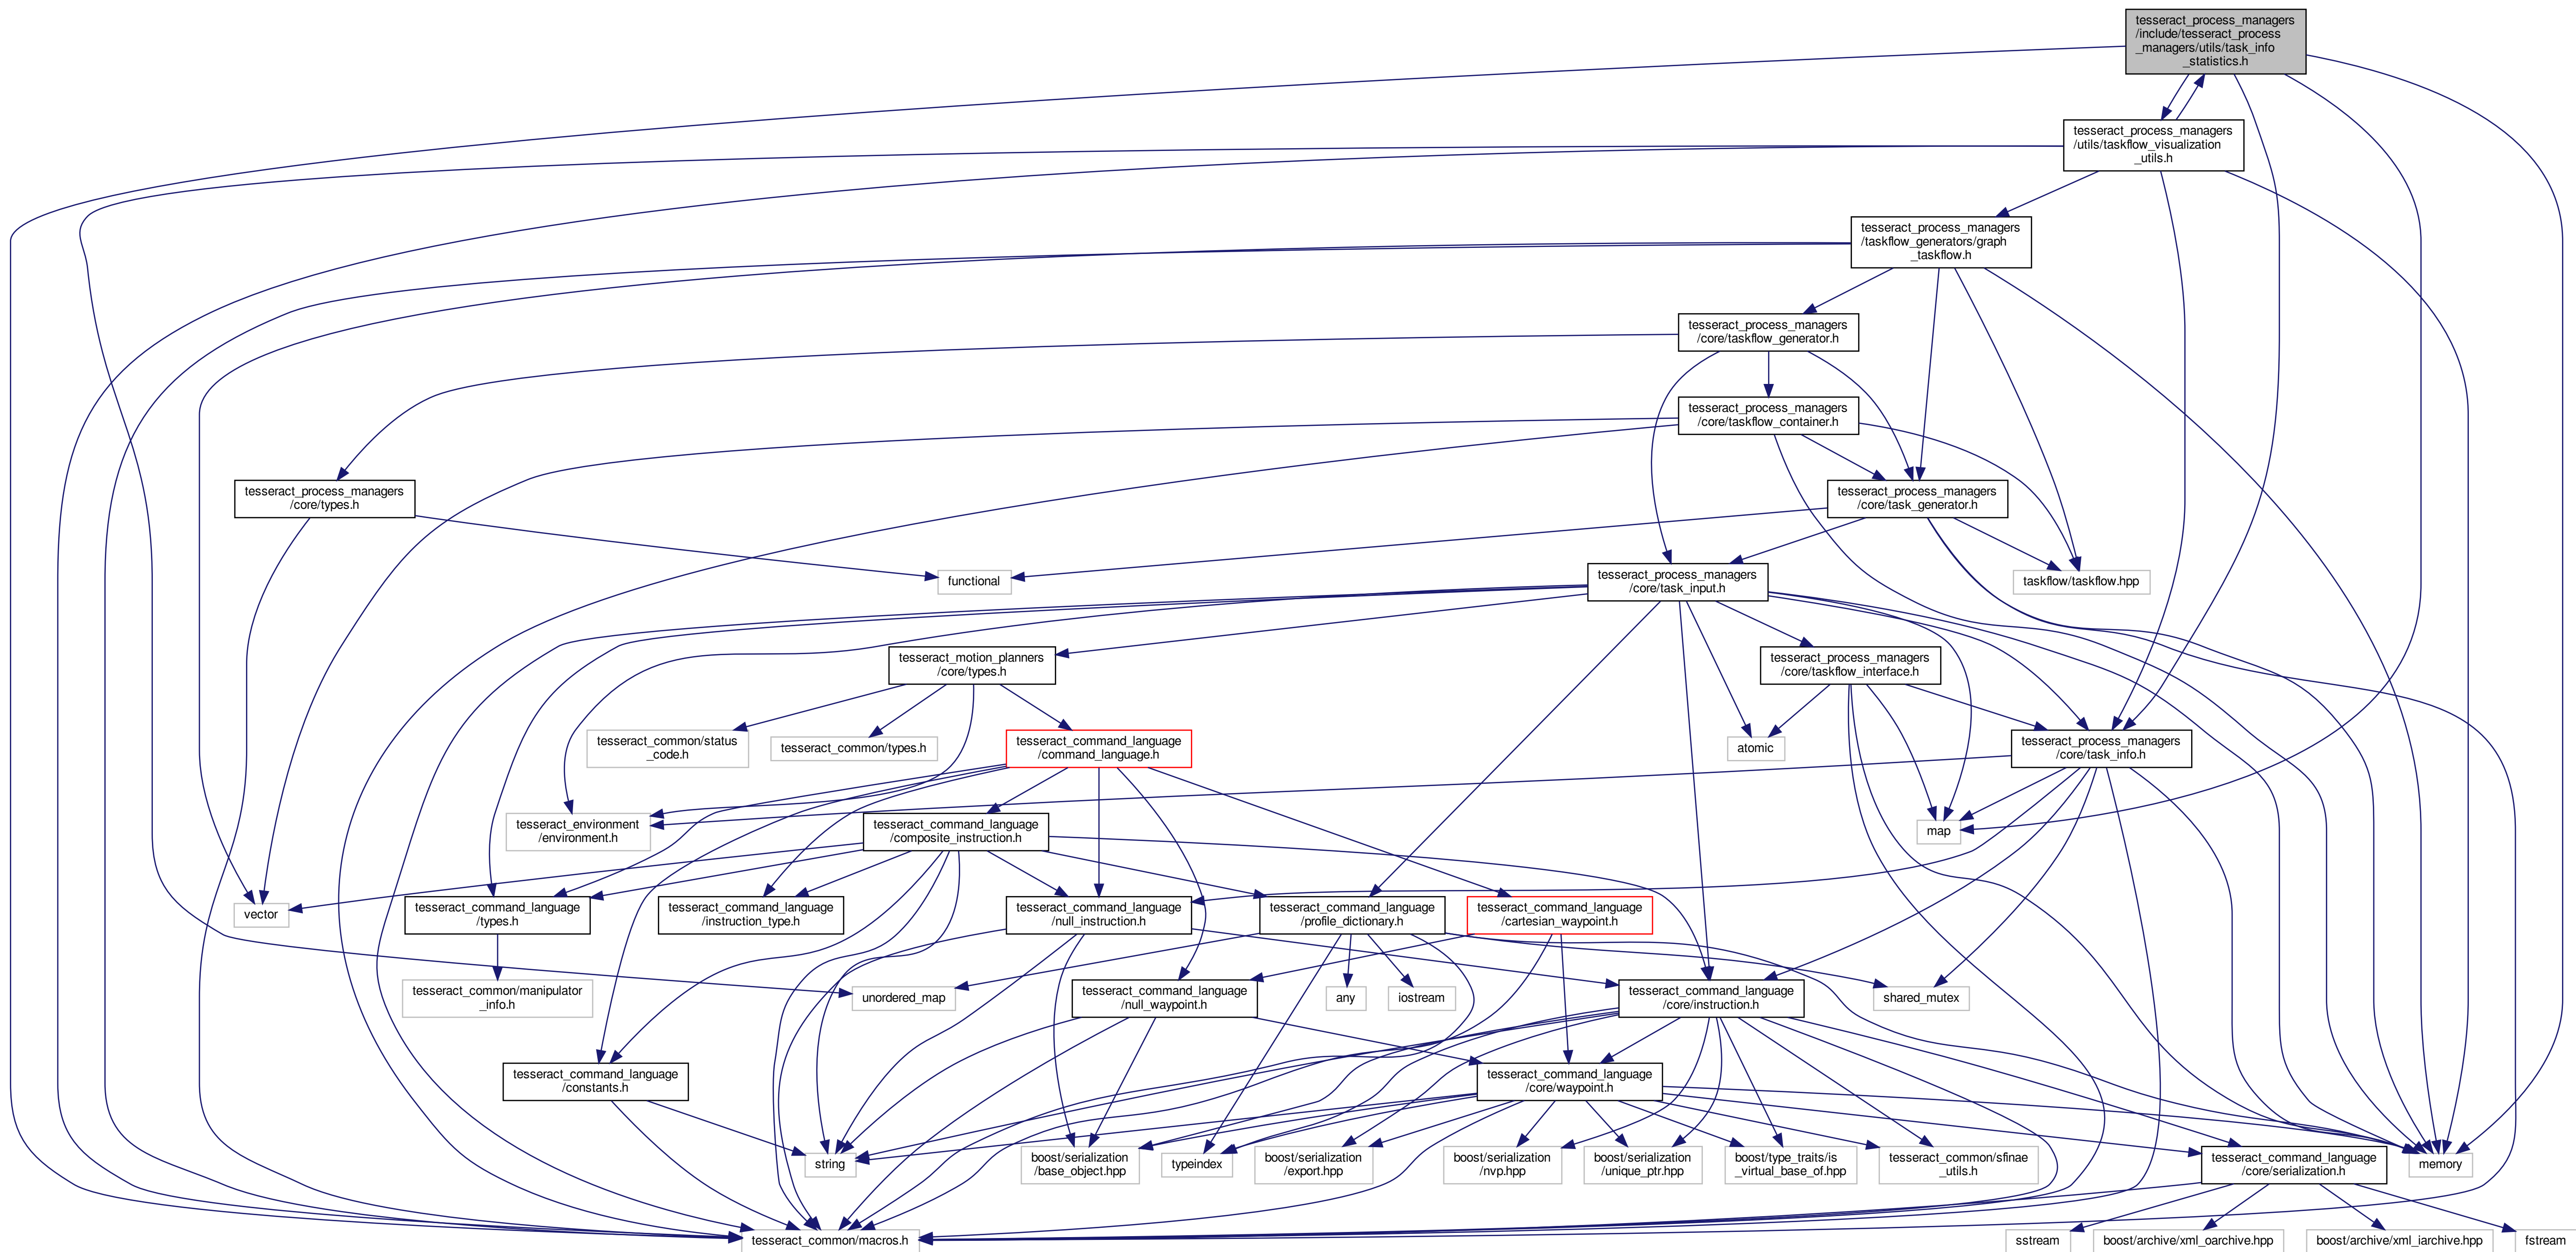 tesseract_process_managers
/include/tesseract_process
_managers/utils/task_info
_statistics.h
tesseract_process_managers
/utils/taskflow_visualization
_utils.h
tesseract_process_managers
/taskflow_generators/graph
_taskflow.h
tesseract_process_managers
/core/taskflow_generator.h
tesseract_process_managers
/core/taskflow_container.h
tesseract_process_managers
/core/types.h
tesseract_process_managers
/core/task_generator.h
functional
tesseract_process_managers
/core/task_input.h
taskflow/taskflow.hpp
tesseract_motion_planners
/core/types.h
tesseract_process_managers
/core/taskflow_interface.h
tesseract_common/status
_code.h
tesseract_common/types.h
tesseract_command_language
/command_language.h
atomic
tesseract_process_managers
/core/task_info.h
tesseract_environment
/environment.h
tesseract_command_language
/composite_instruction.h
map
vector
tesseract_command_language
/types.h
tesseract_command_language
/instruction_type.h
tesseract_command_language
/null_instruction.h
tesseract_command_language
/profile_dictionary.h
tesseract_command_language
/cartesian_waypoint.h
tesseract_common/manipulator
_info.h
unordered_map
tesseract_command_language
/null_waypoint.h
any
iostream
tesseract_command_language
/core/instruction.h
shared_mutex
tesseract_command_language
/constants.h
tesseract_command_language
/core/waypoint.h
string
boost/serialization
/base_object.hpp
typeindex
boost/serialization
/export.hpp
boost/serialization
/nvp.hpp
boost/serialization
/unique_ptr.hpp
boost/type_traits/is
_virtual_base_of.hpp
tesseract_common/sfinae
_utils.h
tesseract_command_language
/core/serialization.h
memory
tesseract_common/macros.h
sstream
boost/archive/xml_oarchive.hpp
boost/archive/xml_iarchive.hpp
fstream